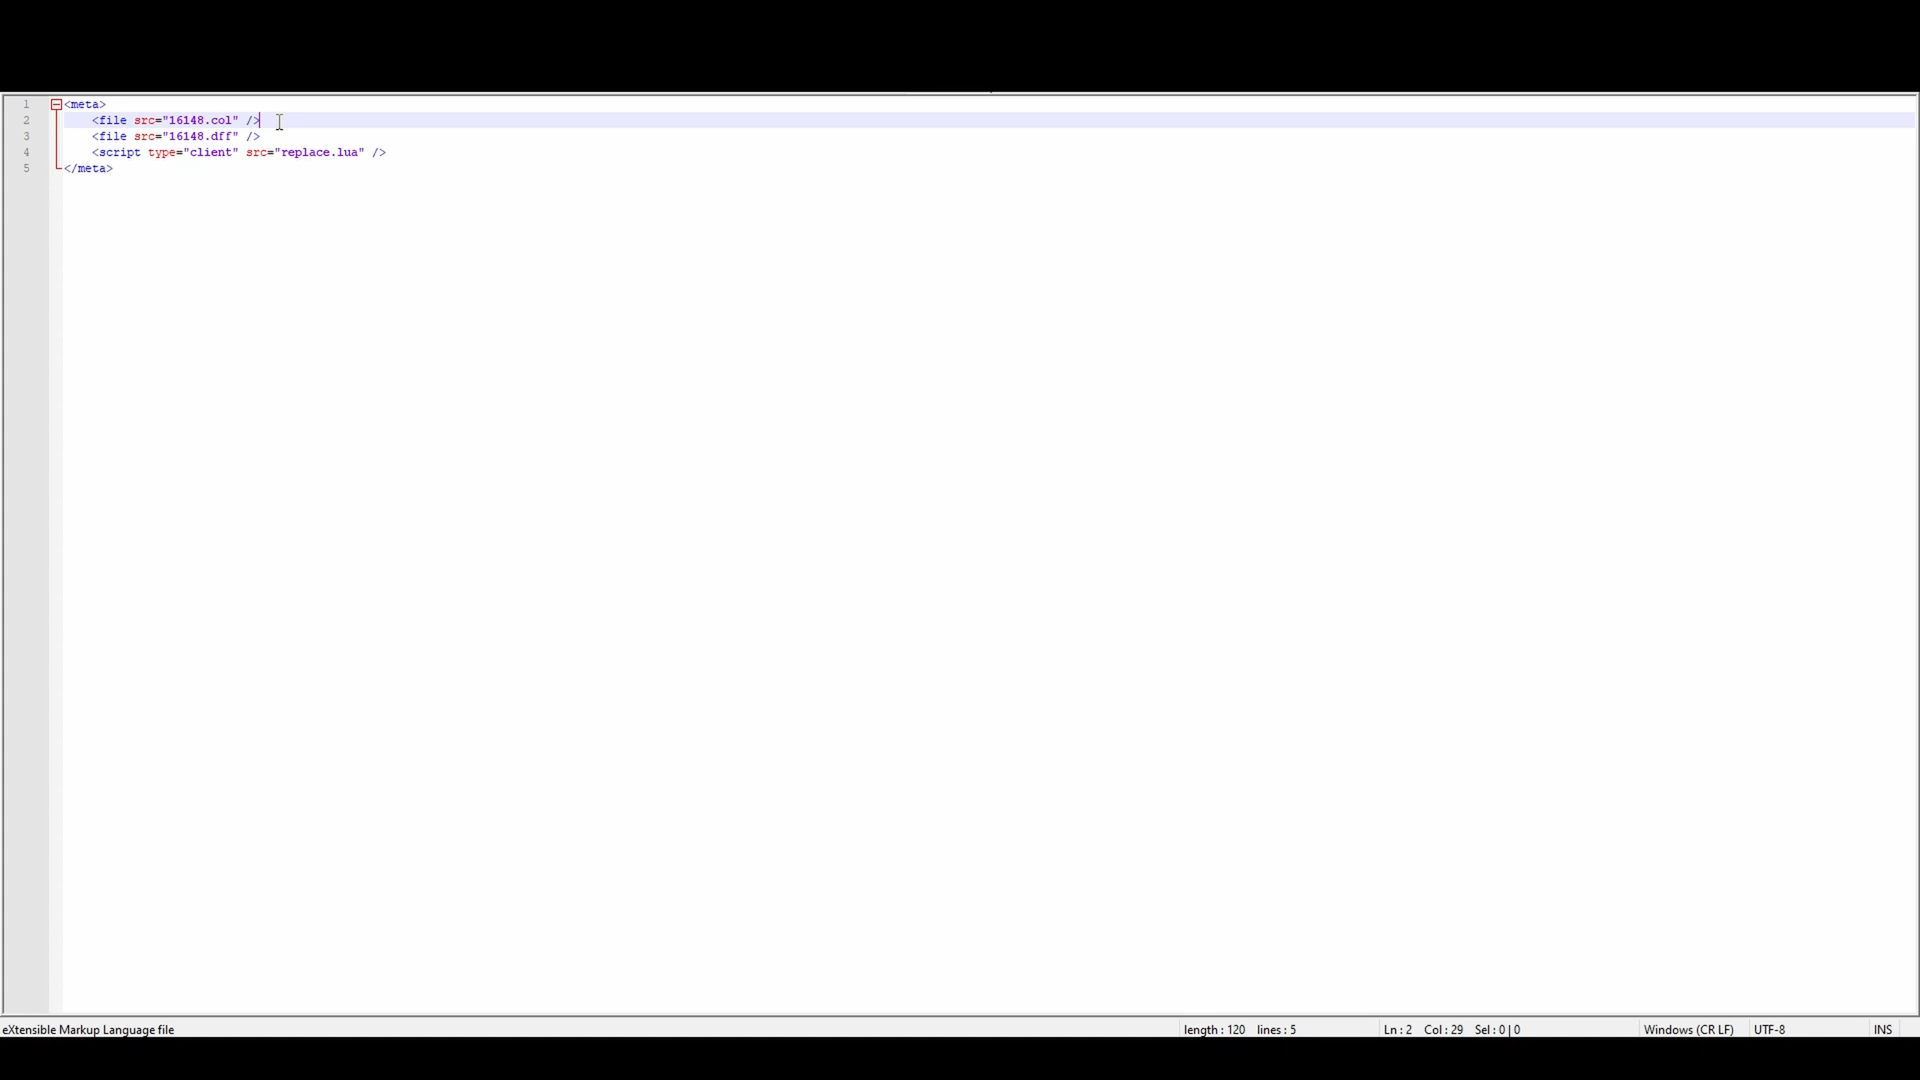 1 <meta>
2 <file src="16148.col" />
3 <file src="16148.dff" />
4 <script type="client" src="replace.lua" />
5 </meta>
eXtensible Markup Language file length : 120 lines : 5 Ln : 2 Col : 29 Sel : 0 | 0 Windows (CR LF) UTF-8 INS